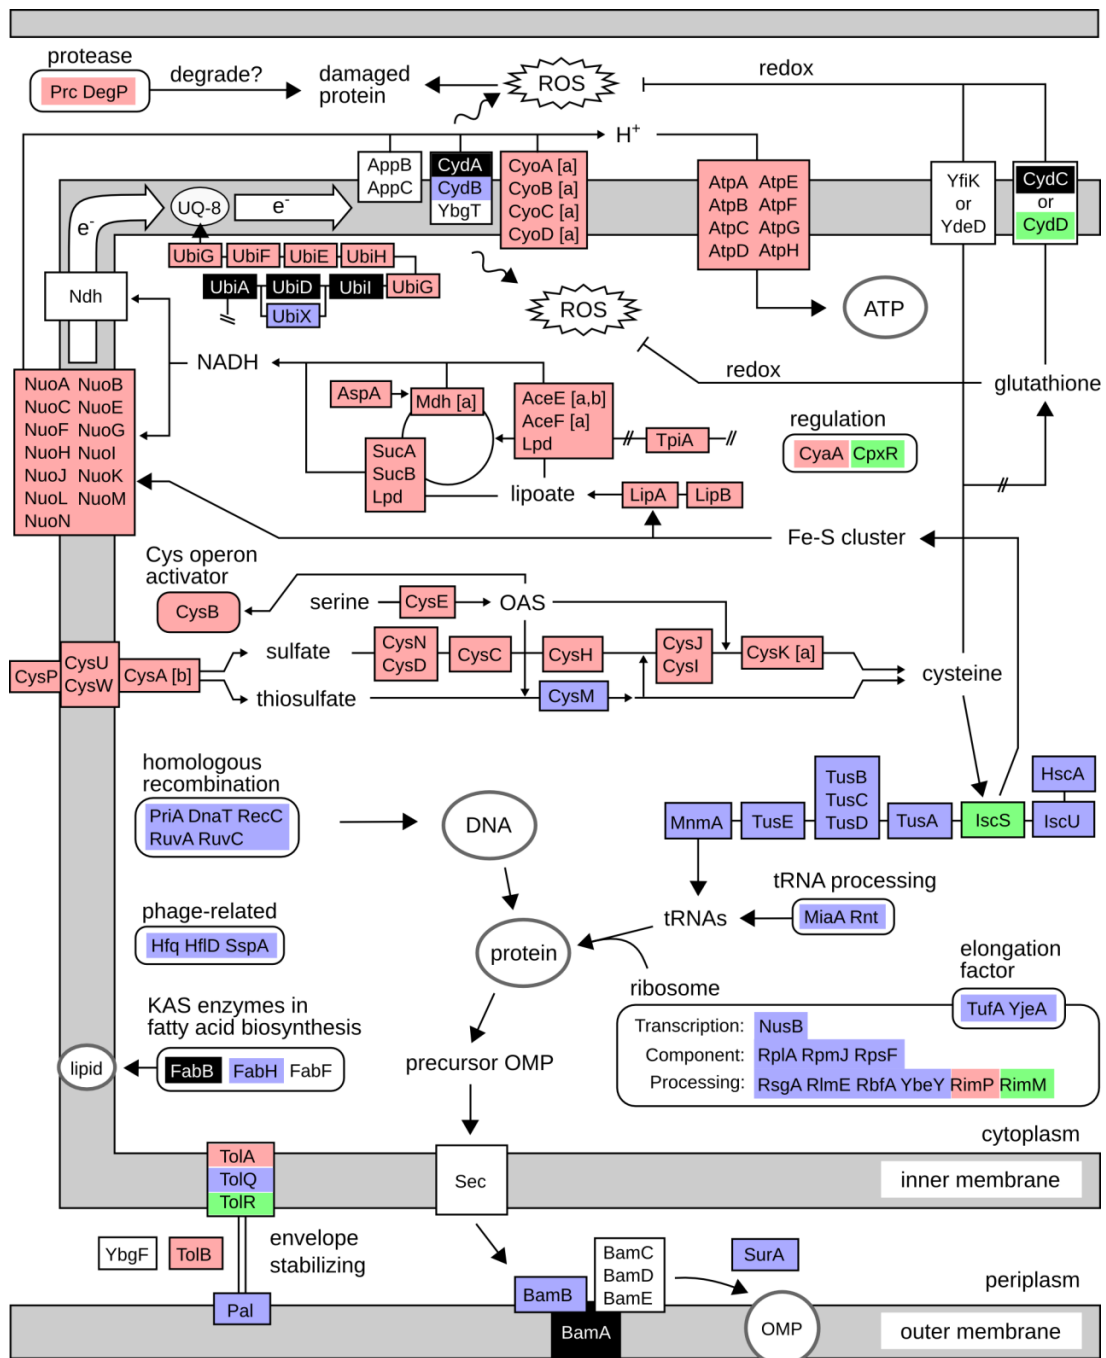 protease
Prc DegP
degrade?
damaged
protein
ROS
redox
H+
AppB
AppC
CydA
CydB
YbgT
CyoA [a]
CyoB [a]
CyoC [a]
CyoD [a]
AtpA AtpE
AtpB AtpF
AtpC AtpG
AtpD AtpH
YfiK
or
YdeD
CydC
or
CydD
UQ-8
e-
e-
UbiG UbiF UbiE UbiH
UbiA UbiD UbiI UbiG
UbiX
Ndh
ROS
ATP
NADH
redox
glutathione
NuoA NuoB
NuoC NuoE
NuoF NuoG
NuoH NuoI
NuoJ NuoK
NuoL NuoM
NuoN
AspA
Mdh [a]
AceE [a,b]
AceF [a]
Lpd
TpiA
regulation
CyaA CpxR
SucA
SucB
Lpd
lipoate
LipA LipB
Fe-S cluster
Cys operon
activator
CysB
serine
CysE
OAS
CysP
CysU
CysW
CysA [b]
sulfate
CysN
CysD
CysC
CysH
CysJ
CysI
CysK [a]
thiosulfate
CysM
cysteine
homologous
recombination
PriA DnaT RecC
RuvA RuvC
DNA
MnmA
TusE
TusB
TusC
TusD
TusA
IscS
HscA
IscU
phage-related
Hfq HflD SspA
tRNA processing
tRNAs
MiaA Rnt
protein
elongation
factor
TufA YjeA
ribosome
Transcription: NusB
Component: RplA RpmJ RpsF
Processing: RsgA RlmE RbfA YbeY RimP RimM
KAS enzymes in
fatty acid biosynthesis
lipid
FabB FabH FabF
precursor OMP
cytoplasm
TolA
TolQ
TolR
Sec
inner membrane
YbgF
TolB
envelope
stabilizing
Pal
BamB
BamC
BamD
BamE
BamA
SurA
periplasm
OMP
outer membrane